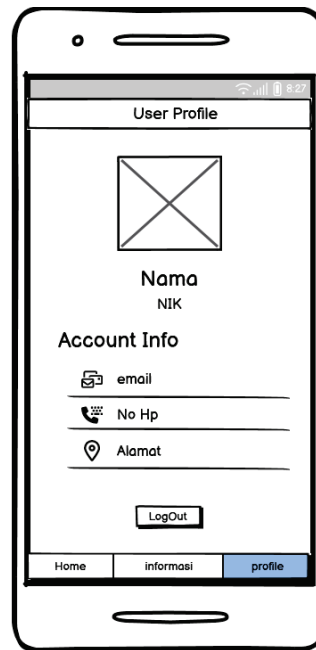 8:27
User Profile
Nama
NIK
Account Info
email
No Hp
Alamat
LogOut
Home informasi profile